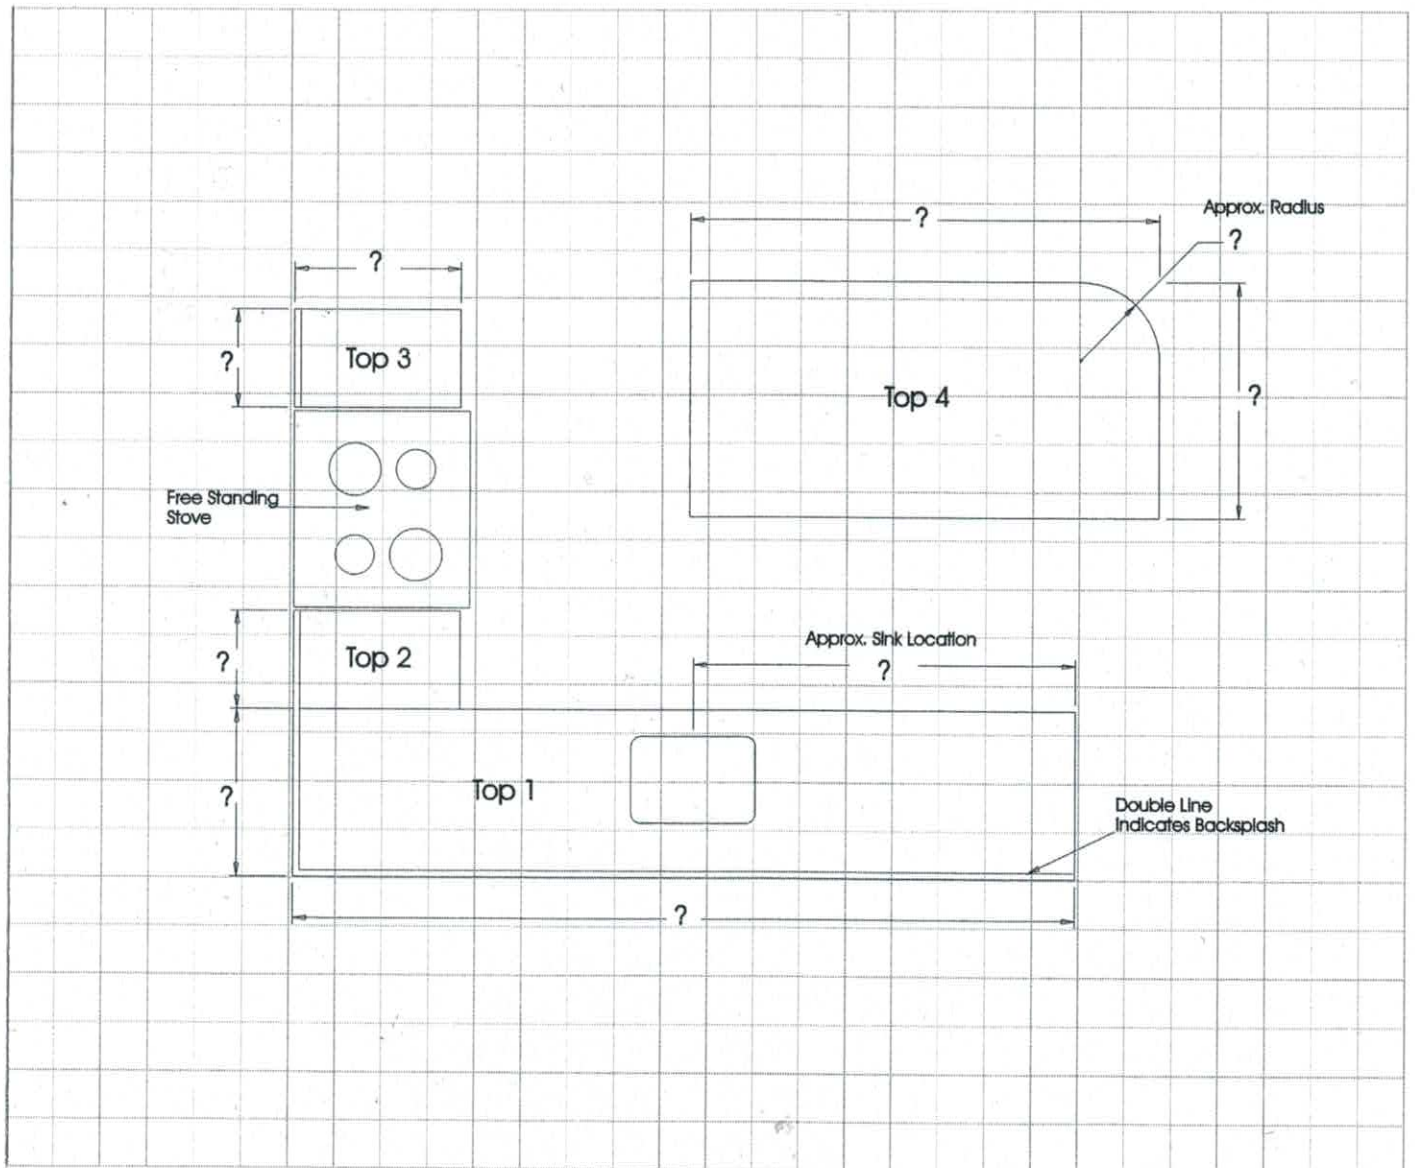 Approx. Radius
?
?
?
Top 3
?
Top 4
?
Free Standing
Stove
Approx. Sink Location
?
Top 2
?
Top 1
?
Double Line
Indicates Backsplash
?